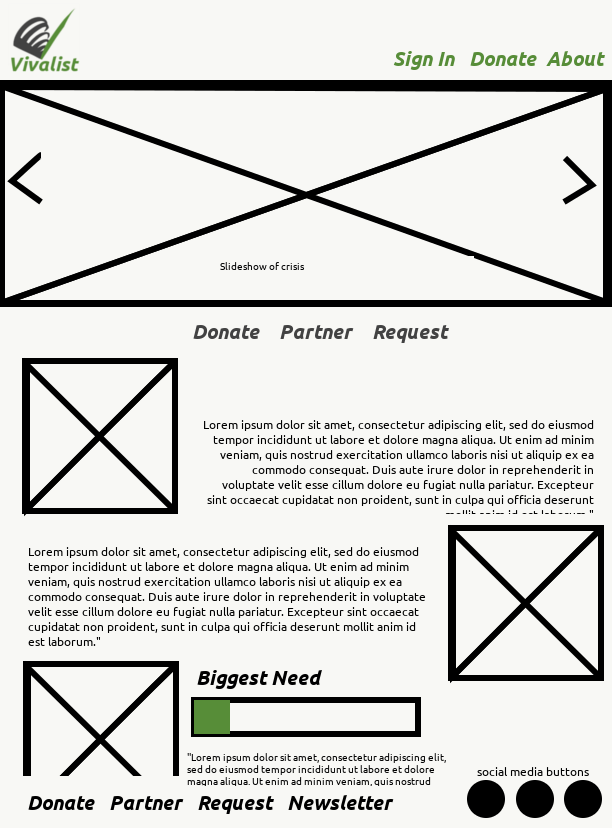 Vivalist
Sign In Donate About
Slideshow of crisis
Donate Partner Request
Lorem ipsum dolor sit amet, consectetur adipiscing elit, sed do eiusmod
tempor incididunt ut labore et dolore magna aliqua. Ut enim ad minim
veniam, quis nostrud exercitation ullamco laboris nisi ut aliquip ex ea
commodo consequat. Duis aute irure dolor in reprehenderit in
voluptate velit esse cillum dolore eu fugiat nulla pariatur. Excepteur
sint occaecat cupidatat non proident, sunt in culpa qui officia deserunt
mollit anim id est laborum."
Lorem ipsum dolor sit amet, consectetur adipiscing elit, sed do eiusmod
tempor incididunt ut labore et dolore magna aliqua. Ut enim ad minim
veniam, quis nostrud exercitation ullamco laboris nisi ut aliquip ex ea
commodo consequat. Duis aute irure dolor in reprehenderit in voluptate
velit esse cillum dolore eu fugiat nulla pariatur. Excepteur sint occaecat
cupidatat non proident, sunt in culpa qui officia deserunt mollit anim id
est laborum."
Biggest Need
"Lorem ipsum dolor sit amet, consectetur adipiscing elit,
sed do eiusmod tempor incididunt ut labore et dolore
magna aliqua. Ut enim ad minim veniam, quis nostrud
social media buttons
Donate Partner Request Newsletter